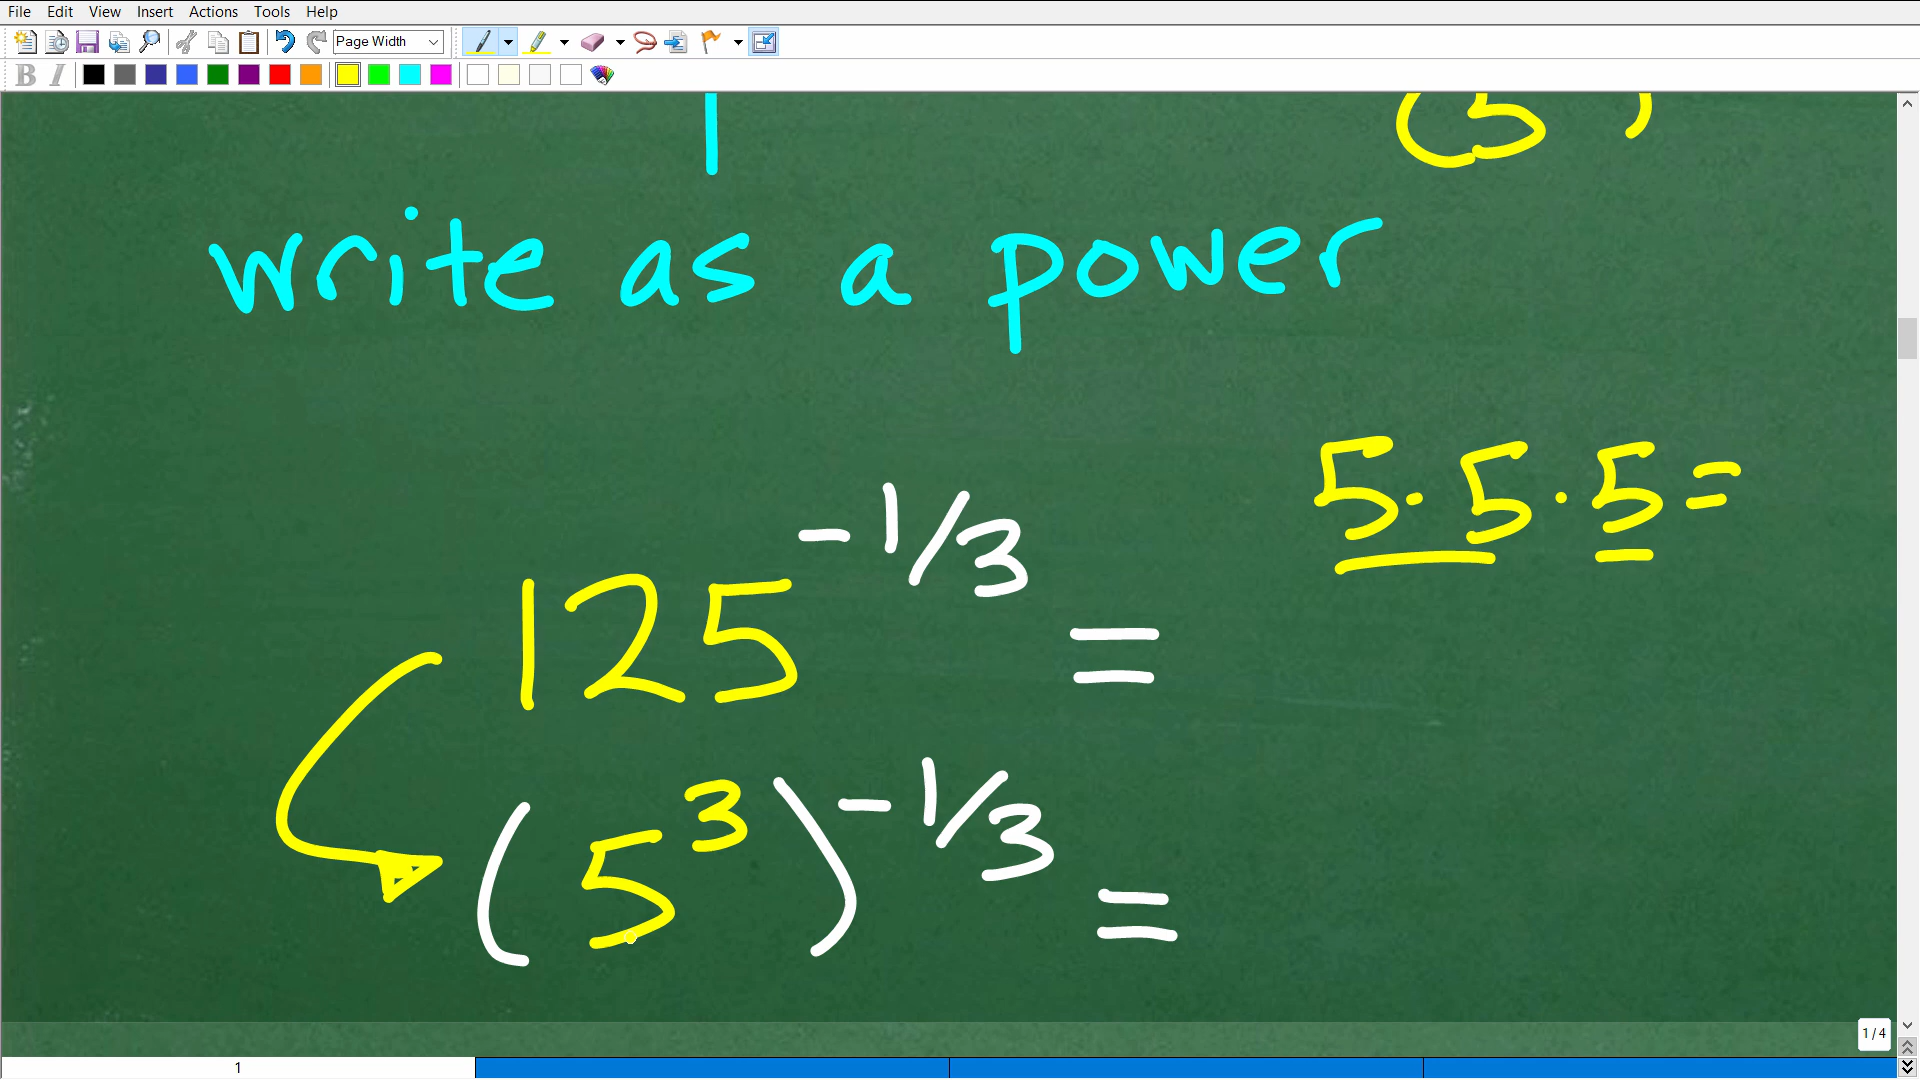 File Edit View Insert Actions Tools Help
Page Width
B I
(5 )
write as a power
5 · 5 · 5 =
125^{-1/3} =
(5^3)^{-1/3} =
1 / 4
1